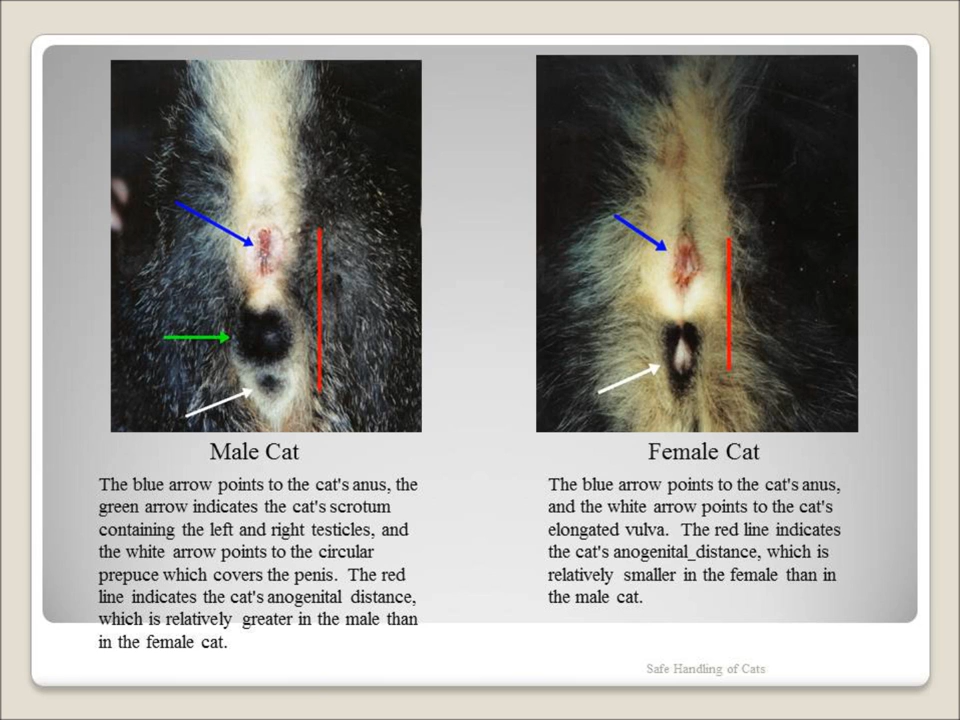 Male Cat
The blue arrow points to the cat's anus, the
green arrow indicates the cat's scrotum
containing the left and right testicles, and
the white arrow points to the circular
prepuce which covers the penis. The red
line indicates the cat's anogenital distance,
which is relatively greater in the male than
in the female cat.
Female Cat
The blue arrow points to the cat's anus,
and the white arrow points to the cat's
elongated vulva. The red line indicates
the cat's anogenital_distance, which is
relatively smaller in the female than in
the male cat.
Safe Handling of Cats